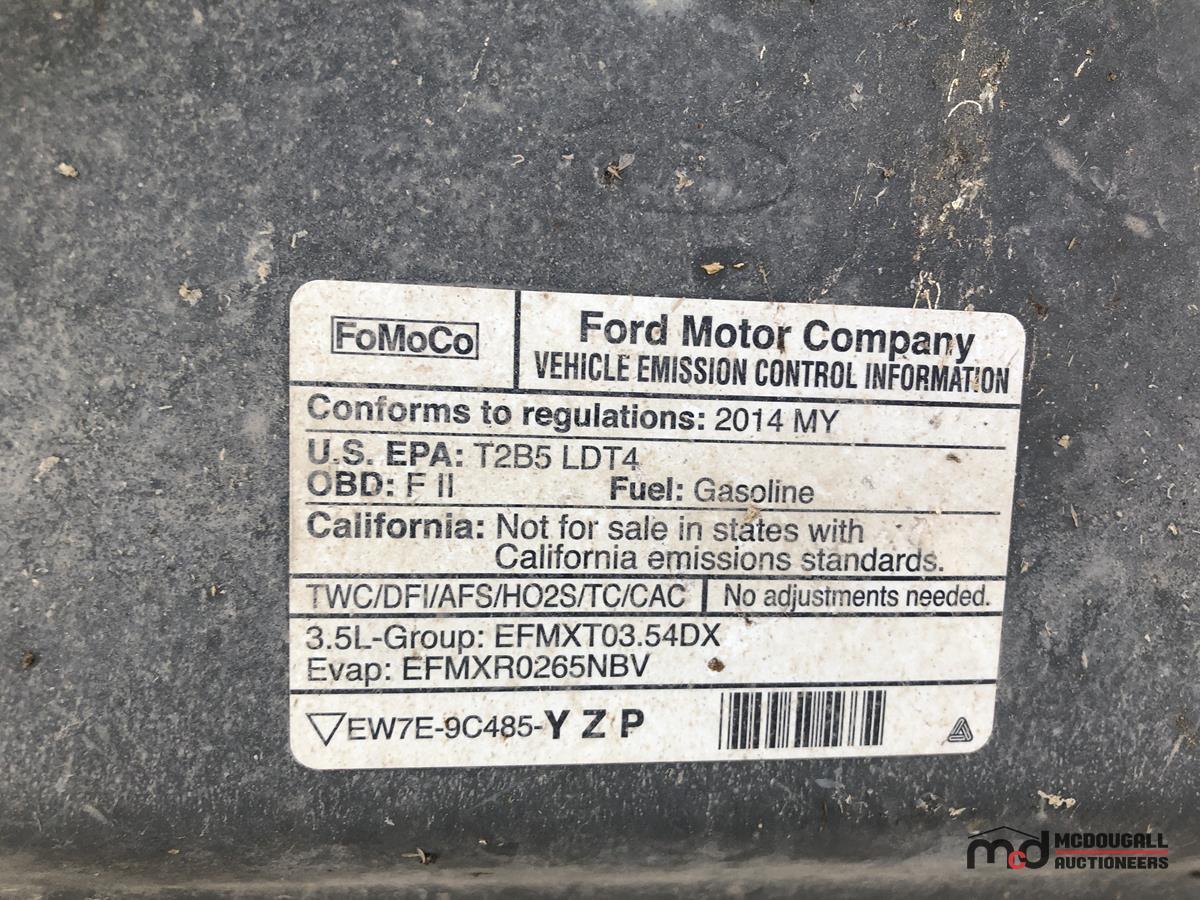 FoMoCo
Ford Motor Company
VEHICLE EMISSION CONTROL INFORMATION
Conforms to regulations: 2014 MY
U.S. EPA: T2B5 LDT4
OBD: F II Fuel: Gasoline
California: Not for sale in states with
California emissions standards.
TWC/DFI/AFS/HO2S/TC/CAC No adjustments needed.
3.5L-Group: EFMXT03.54DX
Evap: EFMXR0265NBV
EW7E-9C485-Y Z P
mcd MCDOUGALL
AUCTIONEERS